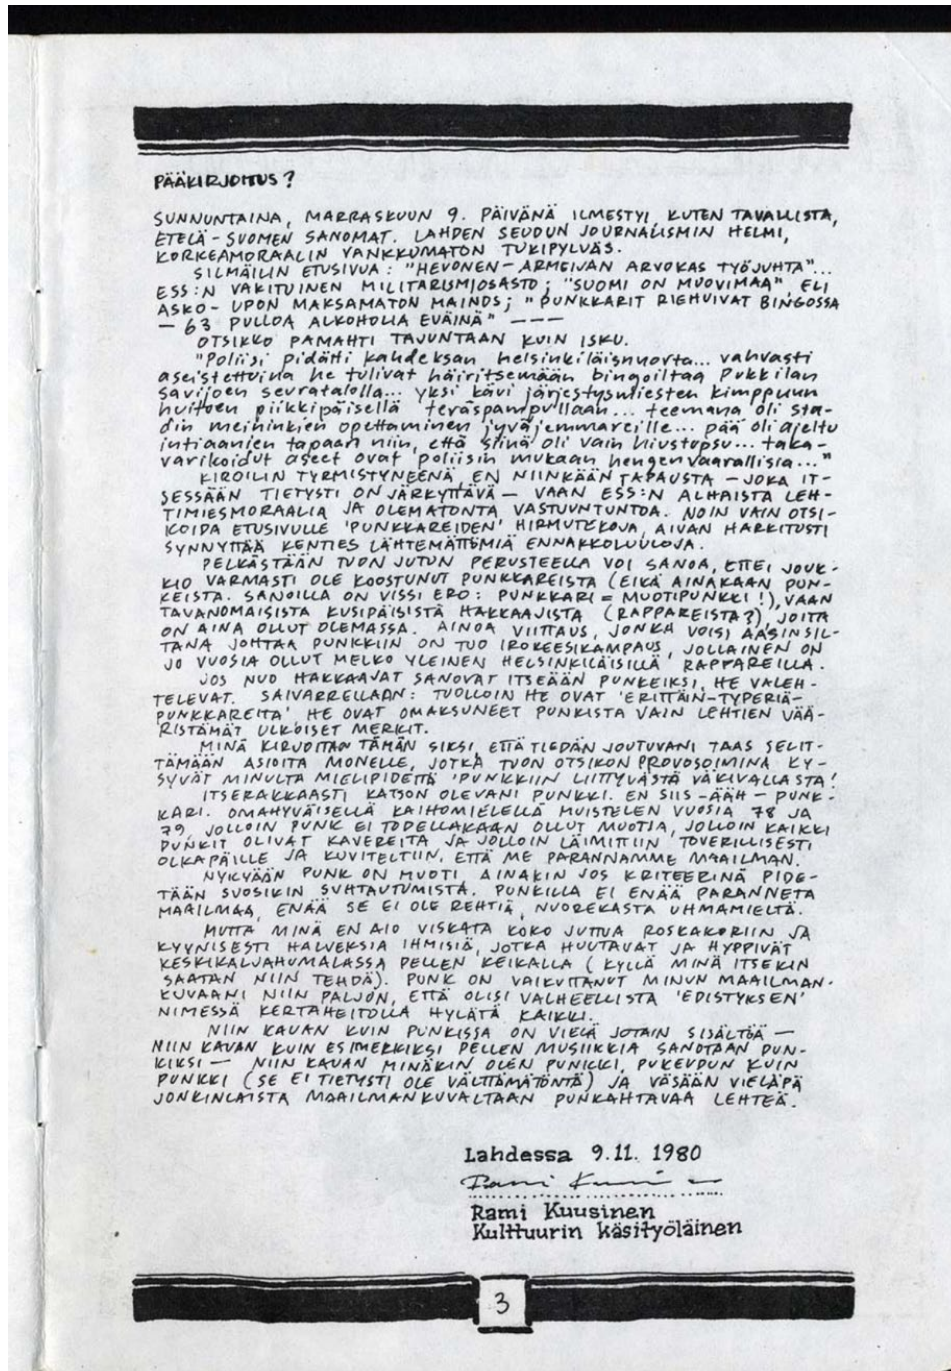 PÄÄKIRJOITUS?
SUNNUNTAINA, MARRASKUUN 9. PÄIVÄNÄ ILMESTYI, KUTEN TAVALLISTA,
ETELÄ-SUOMEN SANOMAT. LAHDEN SEUDUN JOURNALISMIN HELMI,
KORKEAMORAALIN VANKKUMATON TUKIPYLVÄS.
SILMÄILIN ETUSIVUA: "HEVONEN-ARMEIJAN ARVOKAS TYÖJUHTA"...
ESS:N VAKITUINEN MILITARISMIOSASTO; "SUOMI ON MUOVIMAA", ELI
ASKO-UPON MAKSAMATON MAINOS; "PUNKKARIT RIEHUIVAT BINGOSSA
— 63 PULLOA ALKOHOLIA EVÄINÄ" — — —
OTSIKKO PAMAHTI TAJUNTAAN KUIN ISKU.
"Poliisi pidätti kahdeksan helsinkiläisnuorta... vahvasti
aseistettuina he tulivat häiritsemään bingoiltaa Pukkilan
savijoen seuratalolla... yksi kävi järjestysmiesten kimppuun
huitoen piikkipäisellä teräspampullaan... teemana oli sta-
din meininkien opettaminen jyväjemmareille... pää oli ajeltu
intiaanien tapaan niin, että siinä oli vain hiustupsu... taka-
varikoidut aseet ovat poliisin mukaan hengenvaarallisia..."
KIROILIN TYRMISTYNEENÄ, EN NIINKÄÄN TAPAUSTA — JOKA IT-
SESSÄÄN TIETYSTI ON JÄRKYTTÄVÄ — VAAN ESS:N ALHAISTA LEH-
TIMIESMORAALIA JA OLEMATONTA VASTUUNTUNTOA. NOIN VAIN OTSI-
KOIDA ETUSIVULLE 'PUNKKAREIDEN' HIRMUTEKOJA, AIVAN HARKITUSTI
SYNNYTTÄÄ KENTIES LÄHTEMÄTTÖMIÄ ENNAKKOLUULOJA.
PELKÄSTÄÄN TUON JUTUN PERUSTEELLA VOI SANOA, ETTEI JOUK-
KIO VARMASTI OLE KOOSTUNUT PUNKKAREISTA (EIKÄ AINAKAAN PUN-
KEISTA. SANOILLA ON VISSI ERO: PUNKKARI = MUOTIPUNKKI!), VAAN
TAVANOMAISISTA KUSIPÄISISTÄ HAKKAAJISTA (RAPPAREISTA?), JOITA
ON AINA OLLUT OLEMASSA. AINOA VIITTAUS, JONKA VOISI AASINSIL-
TANA JOHTAA PUNKKIIN ON TUO IROKEESIKAMPAUS, JOLLAINEN ON
JO VUOSIA OLLUT MELKO YLEINEN HELSINKILÄISILLÄ RAPPAREILLA.
JOS NUO HAKKAAJAT SANOVAT ITSEÄÄN PUNKEIKSI, HE VALEH-
TELEVAT. SAIVARRELLAAN: TUOLLOIN HE OVAT 'ERITTÄIN-TYPERIÄ-
PUNKKAREITA', HE OVAT OMAKSUNEET PUNKISTA VAIN LEHTIEN VÄÄ-
RISTÄMÄT ULKOISET MERKIT.
MINÄ KIRJOITAN TÄMÄN SIKSI, ETTÄ TIEDÄN JOUTUVANI TAAS SELIT-
TÄMÄÄN ASIOITA MONELLE, JOTKA TUON OTSIKON PROVOSOIMINA KY-
SYVÄT MINULTA MIELIPIDETTÄ 'PUNKKIIN LIITTYVÄSTÄ VÄKIVALLASTA'!
ITSERAKKAASTI KATSON OLEVANI PUNKKI. EN SIIS -ÄÄH- PUNK-
KARI. OMAHYVÄISELLÄ KAIHOMIELELLÄ MUISTELEN VUOSIA 78 JA
79, JOLLOIN PUNK EI TODELLAKAAN OLLUT MUOTIA, JOLLOIN KAIKKI
PUNKIT OLIVAT KAVEREITA JA JOLLOIN LÄIMITTIIN TOVERILLISESTI
OLKAPÄILLE JA KUVITELTIIN, ETTÄ ME PARANNAMME MAAILMAN.
NYKYÄÄN PUNK ON MUOTI, AINAKIN JOS KRITEERINÄ PIDE-
TÄÄN SUOSIKIN SUHTAUTUMISTA. PUNKILLA EI ENÄÄ PARANNETA
MAAILMAA, ENÄÄ SE EI OLE REHTIÄ, NUOREKASTA UHMAMIELTÄ.
MUTTA MINÄ EN AIO VISKATA KOKO JUTTUA ROSKAKORIIN JA
KYYNISESTI HALVEKSIA IHMISIÄ, JOTKA HUUTAVAT JA HYPPIVÄT
KESKIKALJAHUMALASSA PELLEN KEIKALLA (KYLLÄ MINÄ ITSEKIN
SAATAN NIIN TEHDÄ). PUNK ON VAIKUTTANUT MINUN MAAILMAN-
KUVAANI NIIN PALJON, ETTÄ OLISI VALHEELLISTA 'EDISTYKSEN'
NIMESSÄ KERTAHEITOLLA HYLÄTÄ KAIKKI.
NIIN KAUAN KUIN PUNKISSA ON VIELÄ JOTAIN SISÄLTÖÄ —
NIIN KAUAN KUIN ESIMERKIKSI PELLEN MUSIIKKIA SANOTAAN PUN-
KIKSI — NIIN KAUAN MINÄKIN OLEN PUNKKI, PUKEUDUN KUIN
PUNKKI (SE EI TIETYSTI OLE VÄLTTÄMÄTÖNTÄ) JA VÄSÄÄN VIELÄPÄ
JONKINLAISTA MAAILMANKUVALTAAN PUNKAHTAVAA LEHTEÄ.
Lahdessa 9.11. 1980
Rami Kuusinen
Kulttuurin käsityöläinen
3